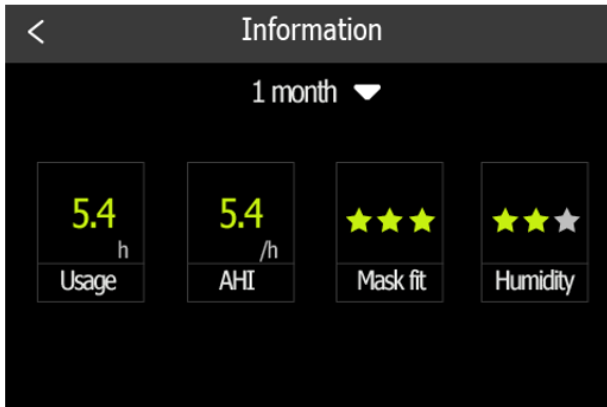 Information
1 month
5.4 h
5.4 /h
Usage
AHI
Mask fit
Humidity